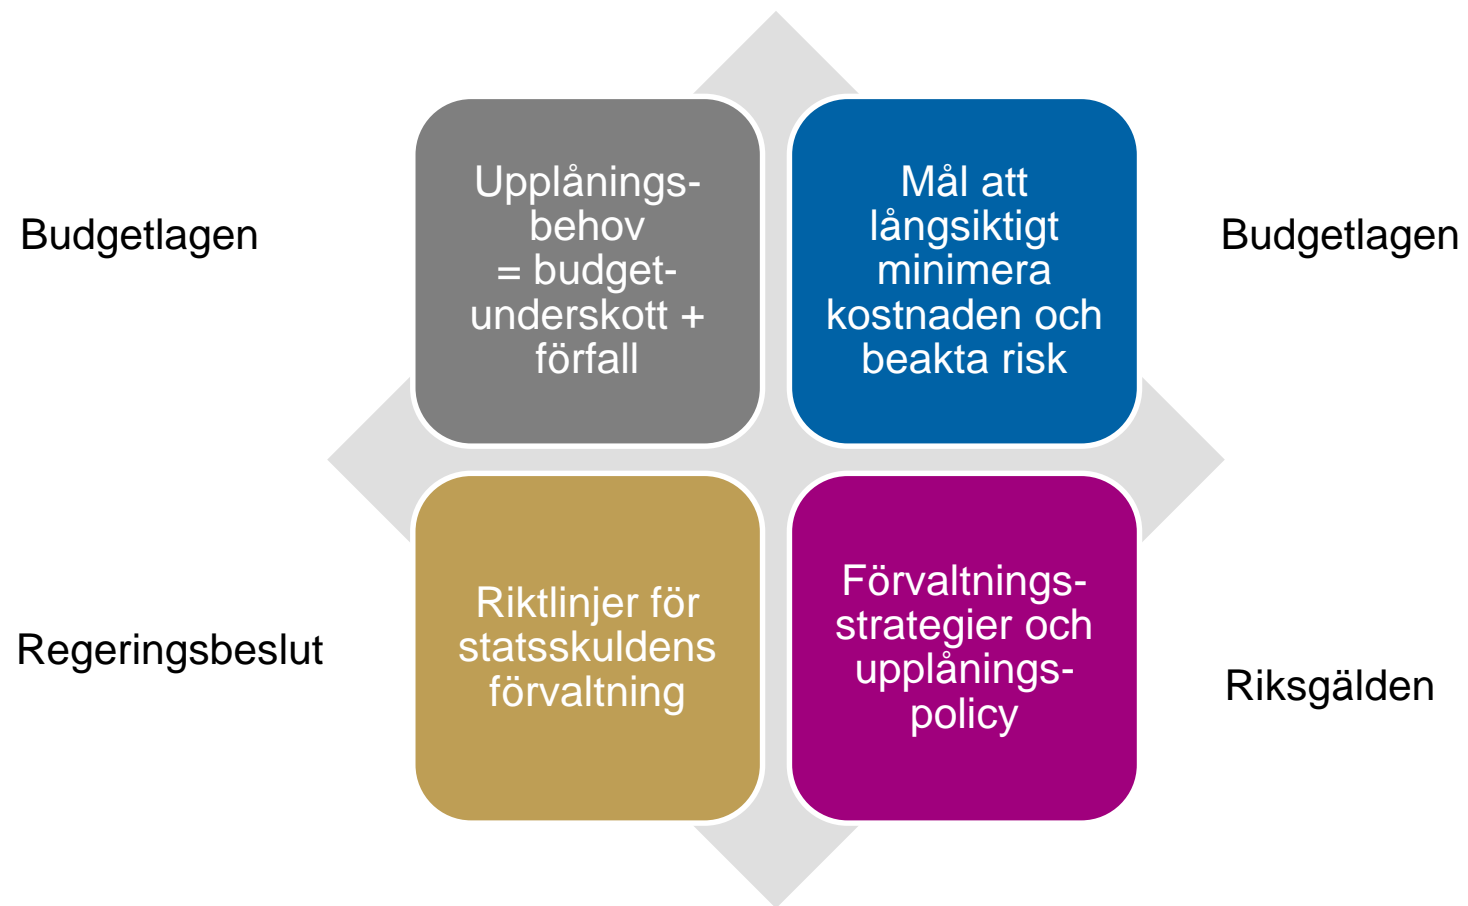 Budgetlagen
Upplånings-
behov
= budget-
underskott +
förfall
Mål att
långsiktigt
minimera
kostnaden och
beakta risk
Budgetlagen
Regeringsbeslut
Riktlinjer för
statsskuldens
förvaltning
Förvaltnings-
strategier och
upplånings-
policy
Riksgälden